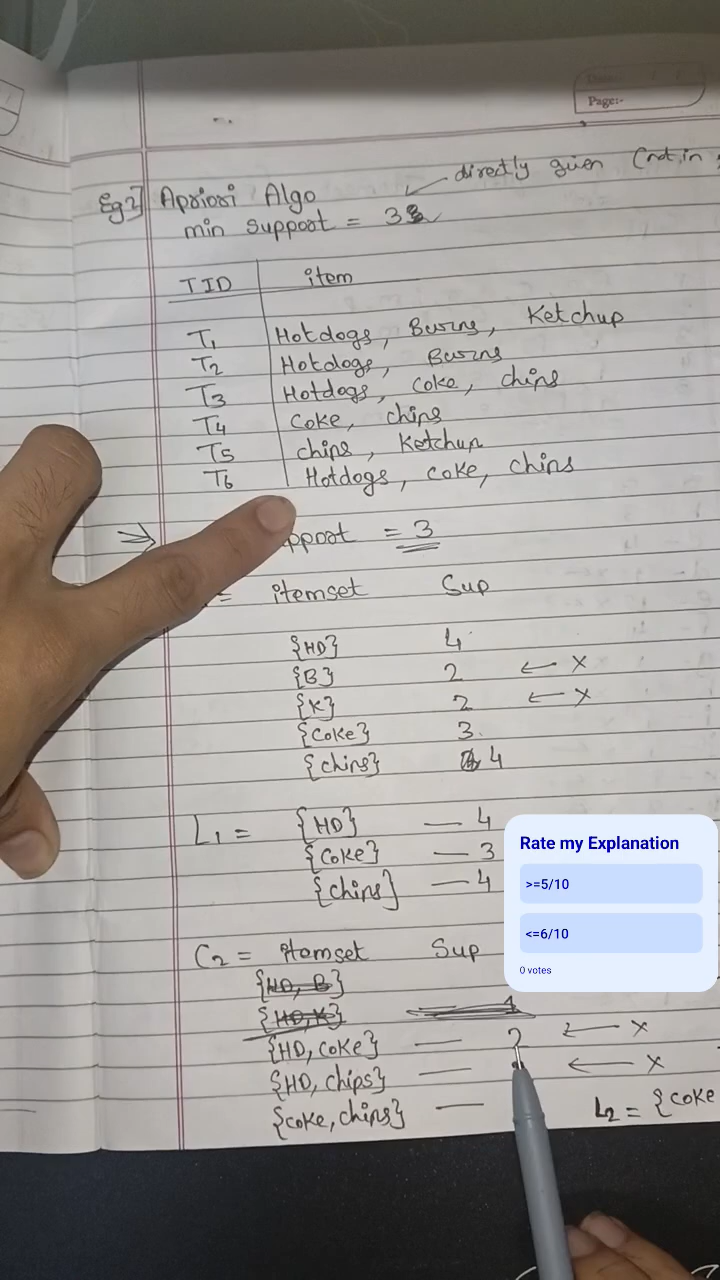 Page:-
directly given (not in
Eg2] Apriori Algo
min support = 3
TID item
T1 Hotdogs, Burns, Ketchup
T2 Hotdogs, Burns
T3 Hotdogs, coke, chips
T4 coke, chips
T5 chips, Ketchup
T6 Hotdogs, coke, chips
⇒ pport = 3
= itemset Sup
{HD} 4
{B} 2 ← x
{K} 2 ← x
{coke} 3
{chips} 4
L1 = {HD} — 4
{coke} — 3
{chips} — 4
Rate my Explanation
>=5/10
<=6/10
0 votes
C2 = itemset Sup
{HD, B}
{HD, K}
{HD, coke} — 2 ← x
{HD, chips} — ← x
{coke, chips} — L2 = {coke